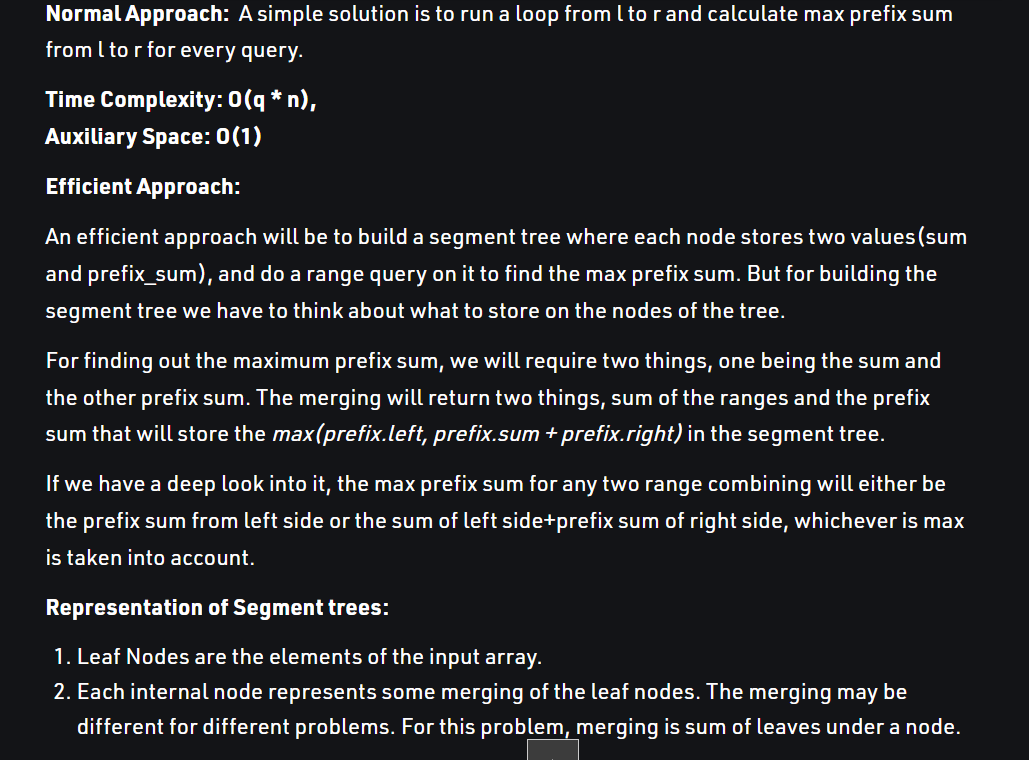 Normal Approach: A simple solution is to run a loop from l to r and calculate max prefix sum
from l to r for every query.
Time Complexity: O(q * n),
Auxiliary Space: O(1)
Efficient Approach:
An efficient approach will be to build a segment tree where each node stores two values(sum
and prefix_sum), and do a range query on it to find the max prefix sum. But for building the
segment tree we have to think about what to store on the nodes of the tree.
For finding out the maximum prefix sum, we will require two things, one being the sum and
the other prefix sum. The merging will return two things, sum of the ranges and the prefix
sum that will store the max(prefix.left, prefix.sum + prefix.right) in the segment tree.
If we have a deep look into it, the max prefix sum for any two range combining will either be
the prefix sum from left side or the sum of left side+prefix sum of right side, whichever is max
is taken into account.
Representation of Segment trees:
1. Leaf Nodes are the elements of the input array.
2. Each internal node represents some merging of the leaf nodes. The merging may be
different for different problems. For this problem, merging is sum of leaves under a node.